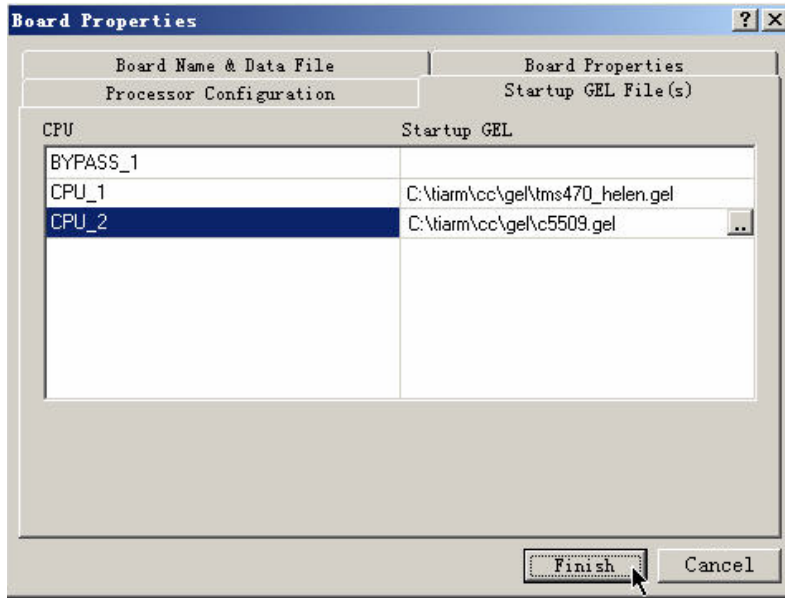 Board Properties
Board Name & Data File Board Properties
Processor Configuration Startup GEL File(s)
CPU Startup GEL
BYPASS_1
CPU_1 C:\tiarm\cc\gel\tms470_helen.gel
CPU_2 C:\tiarm\cc\gel\c5509.gel ..
Finish Cancel